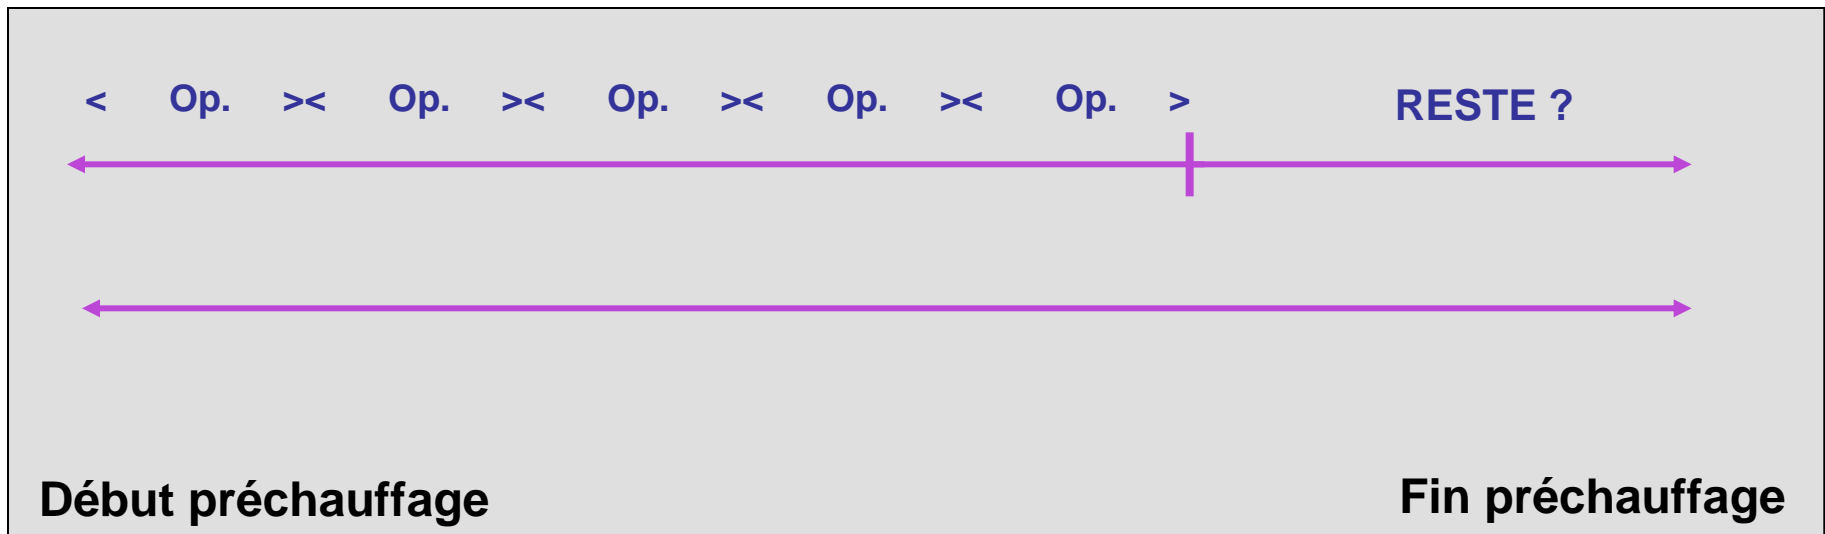 < Op. >< Op. >< Op. >< Op. >< Op. > RESTE ?
Début préchauffage Fin préchauffage